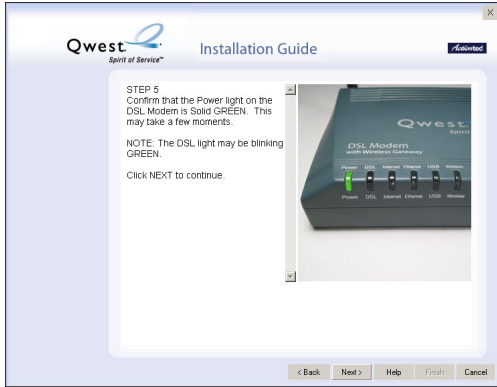 Qwest
Spirit of Service™
Installation Guide
Actiontec
STEP 5
Confirm that the Power light on the
DSL Modem is Solid GREEN. This
may take a few moments.
NOTE: The DSL light may be blinking
GREEN.
Click NEXT to continue.
Qwest
Spirit
DSL Modem
with Wireless Gateway
Power DSL Internet Ethernet USB Wireless
Power DSL Internet Ethernet USB Wireless
< Back
Next >
Help
Finish
Cancel